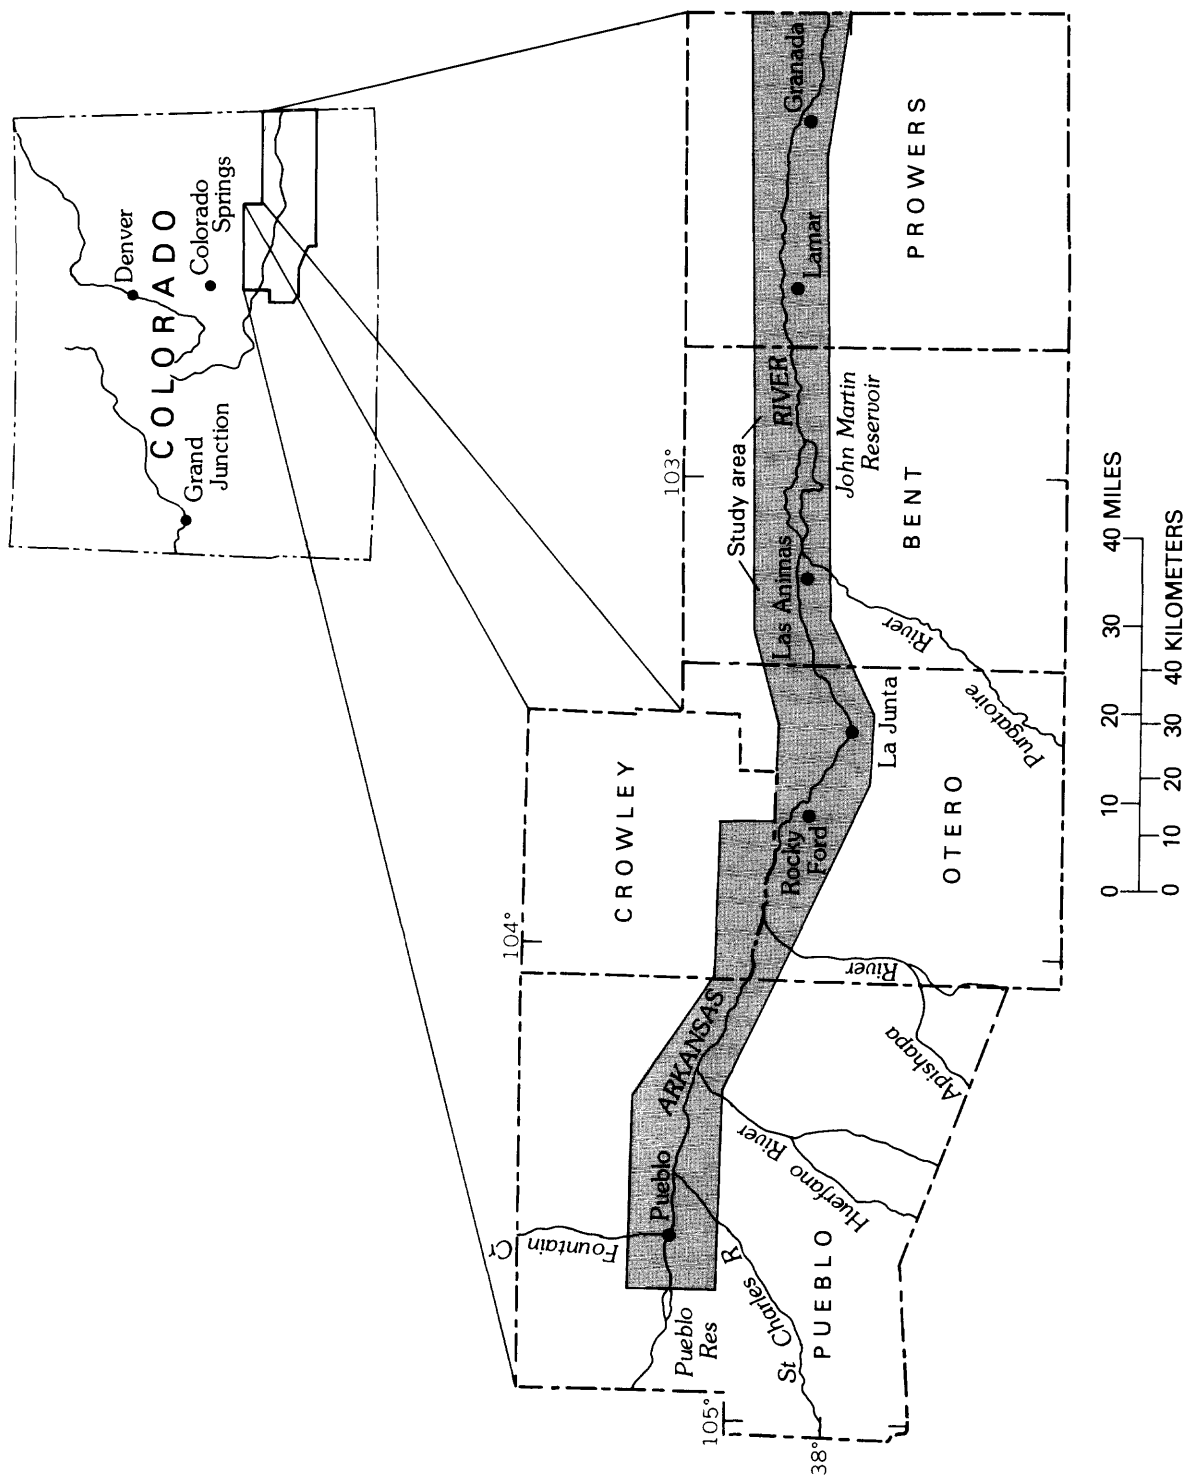 Denver
COLORADO
Colorado
Springs
Grand
Junction
105°
104°
103°
38°
Pueblo
Res
Fountain Cr
Pueblo
St Charles R
PUEBLO
Huerfano River
ARKANSAS
RIVER
Apishapa River
CROWLEY
Rocky
Ford
La Junta
OTERO
Purgatoire River
Las Animas
Study area
John Martin
Reservoir
BENT
Lamar
Granada
PROWERS
0 10 20 30 40 MILES
0 10 20 30 40 KILOMETERS